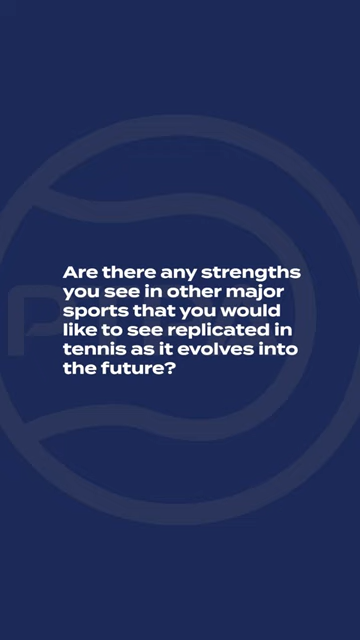 Are there any strengths
you see in other major
sports that you would
like to see replicated in
tennis as it evolves into
the future?